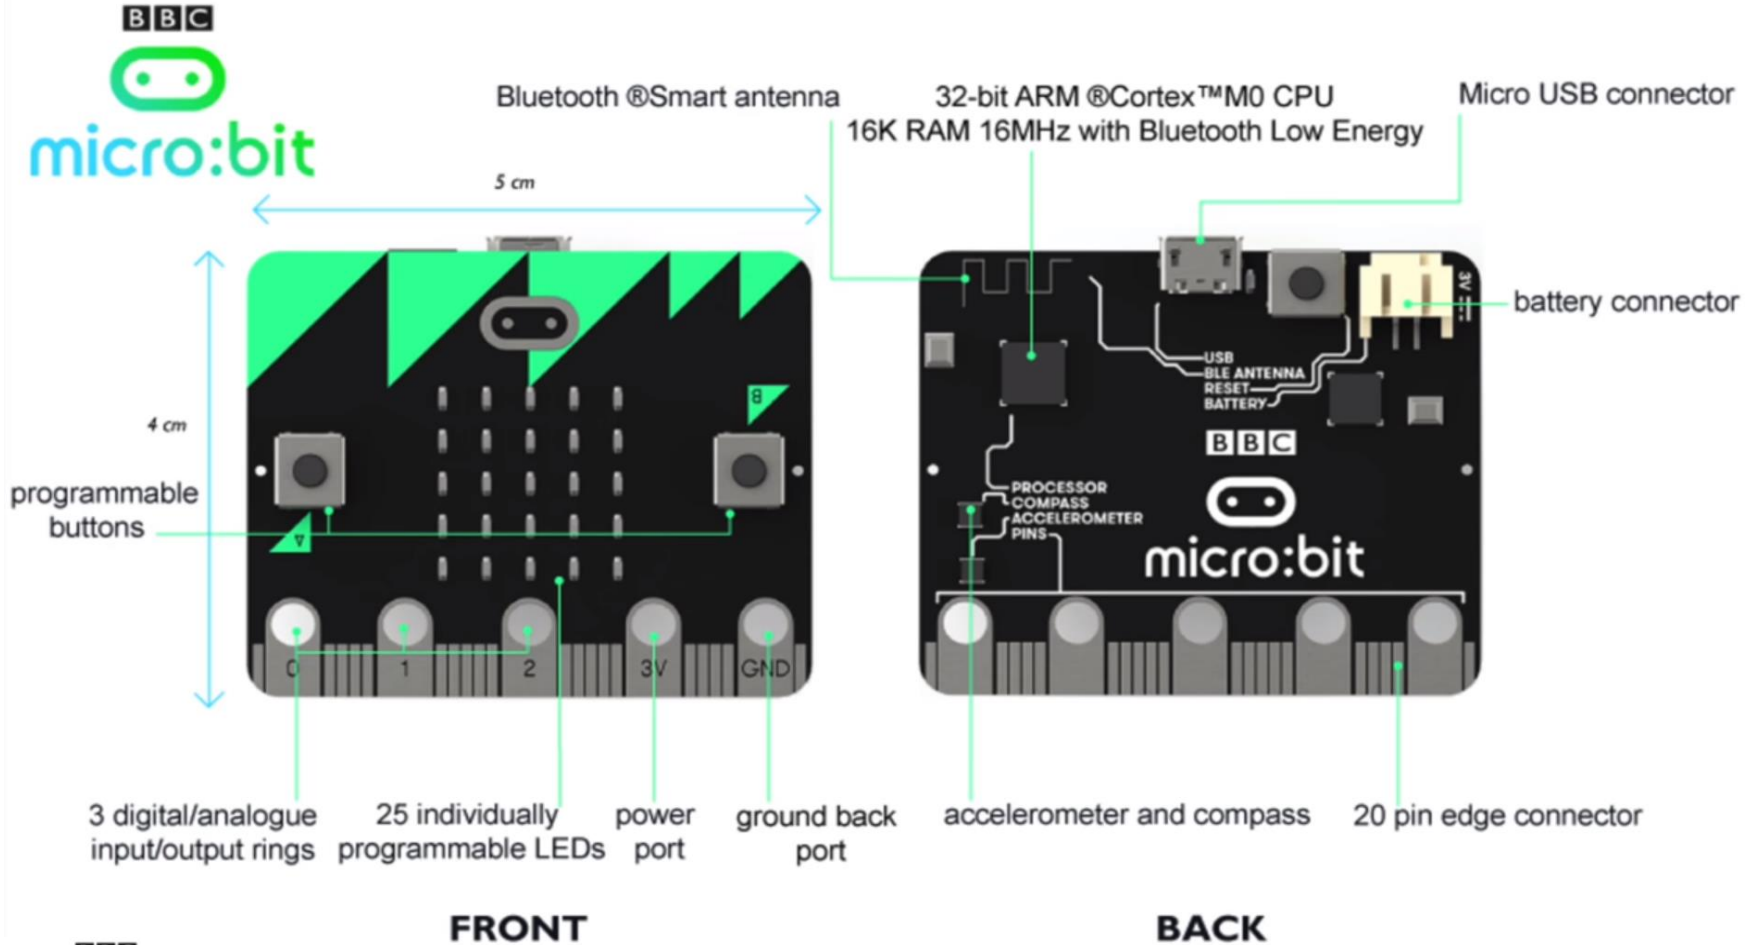 BBC
micro:bit
Bluetooth ®Smart antenna
32-bit ARM ®Cortex™M0 CPU
16K RAM 16MHz with Bluetooth Low Energy
Micro USB connector
5 cm
4 cm
programmable
buttons
B
A
0
1
2
3V
GND
3V
battery connector
USB
BLE ANTENNA
RESET
BATTERY
BBC
PROCESSOR
COMPASS
ACCELEROMETER
PINS
micro:bit
3 digital/analogue
input/output rings
25 individually
programmable LEDs
power
port
ground back
port
accelerometer and compass
20 pin edge connector
FRONT
BACK